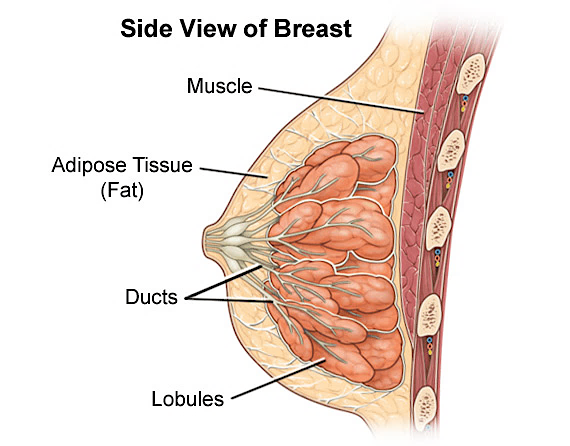 Side View of Breast
Muscle
Adipose Tissue
(Fat)
Ducts
Lobules